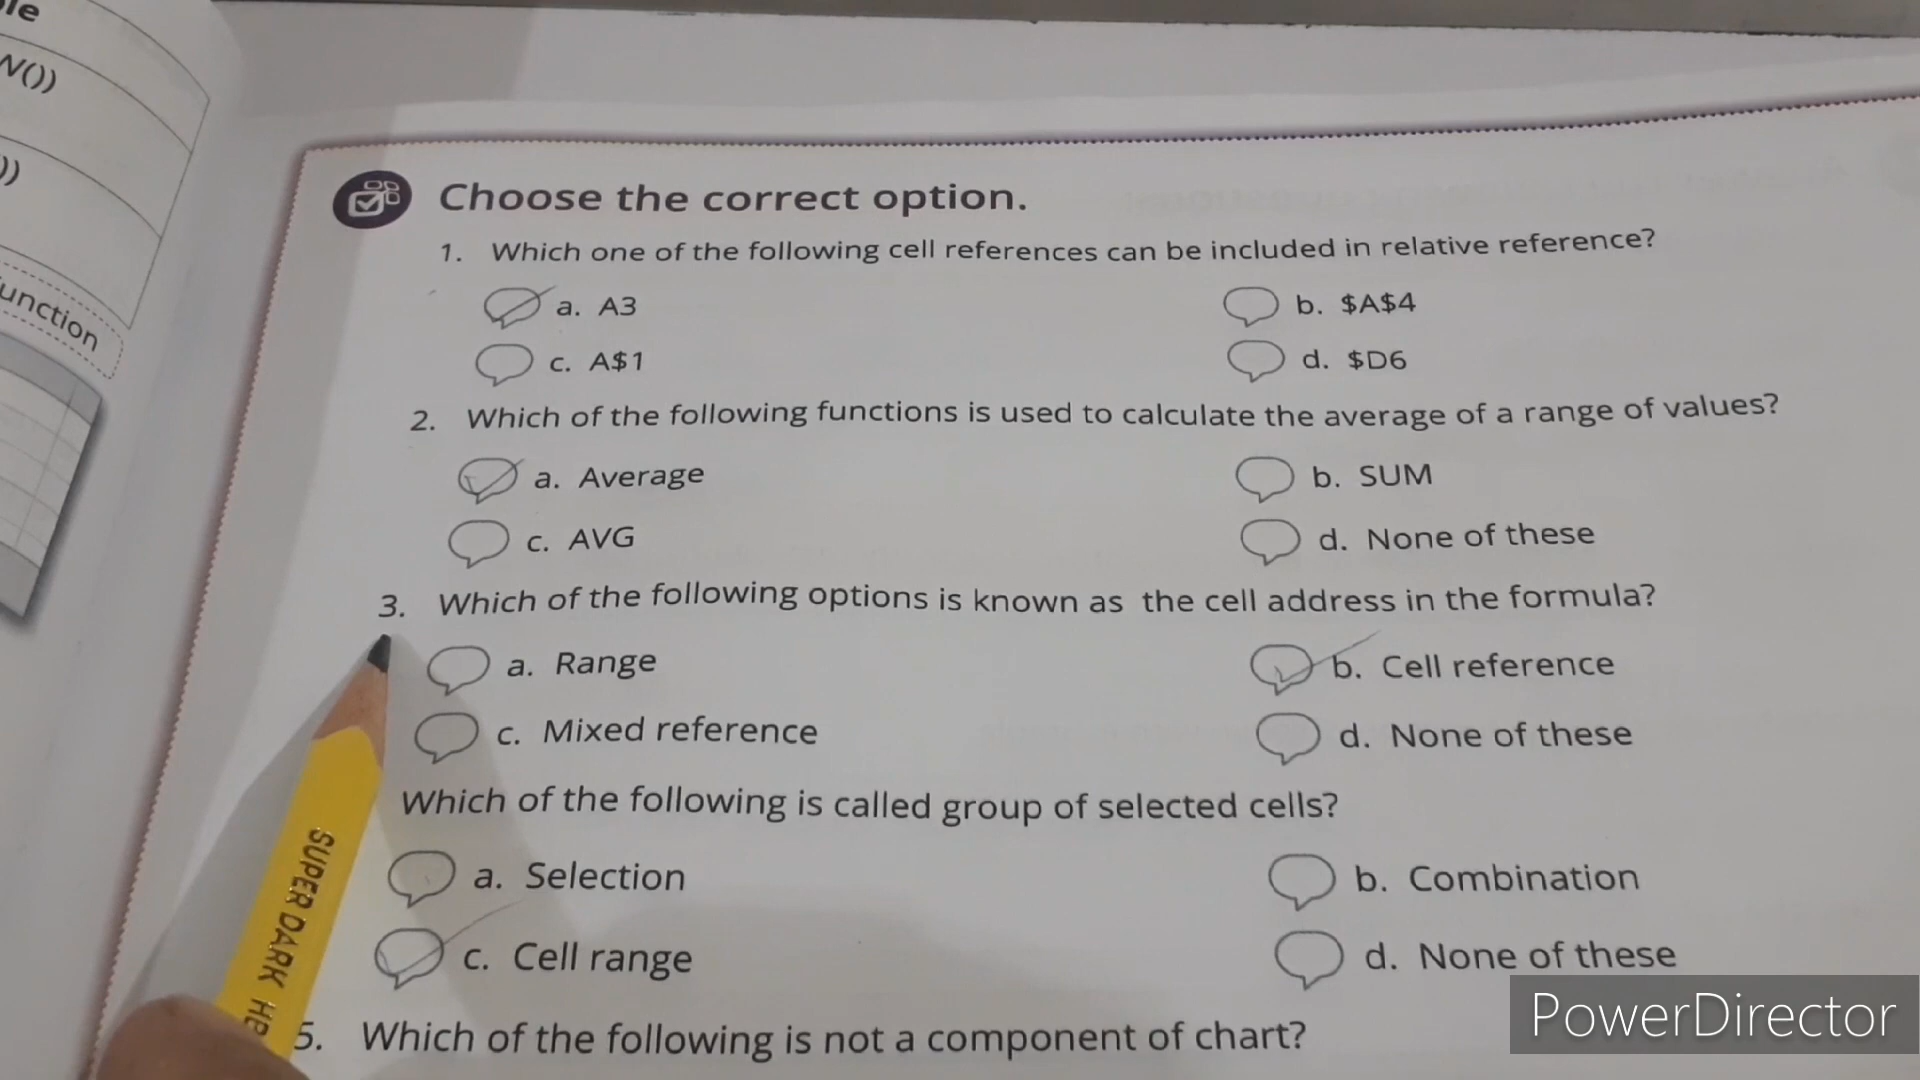 le
N())
))
unction
Choose the correct option.
1. Which one of the following cell references can be included in relative reference?
a. A3
b. $A$4
c. A$1
d. $D6
2. Which of the following functions is used to calculate the average of a range of values?
a. Average
b. SUM
c. AVG
d. None of these
3. Which of the following options is known as the cell address in the formula?
a. Range
b. Cell reference
c. Mixed reference
d. None of these
Which of the following is called group of selected cells?
a. Selection
b. Combination
c. Cell range
d. None of these
5. Which of the following is not a component of chart?
SUPER DARK HB
PowerDirector